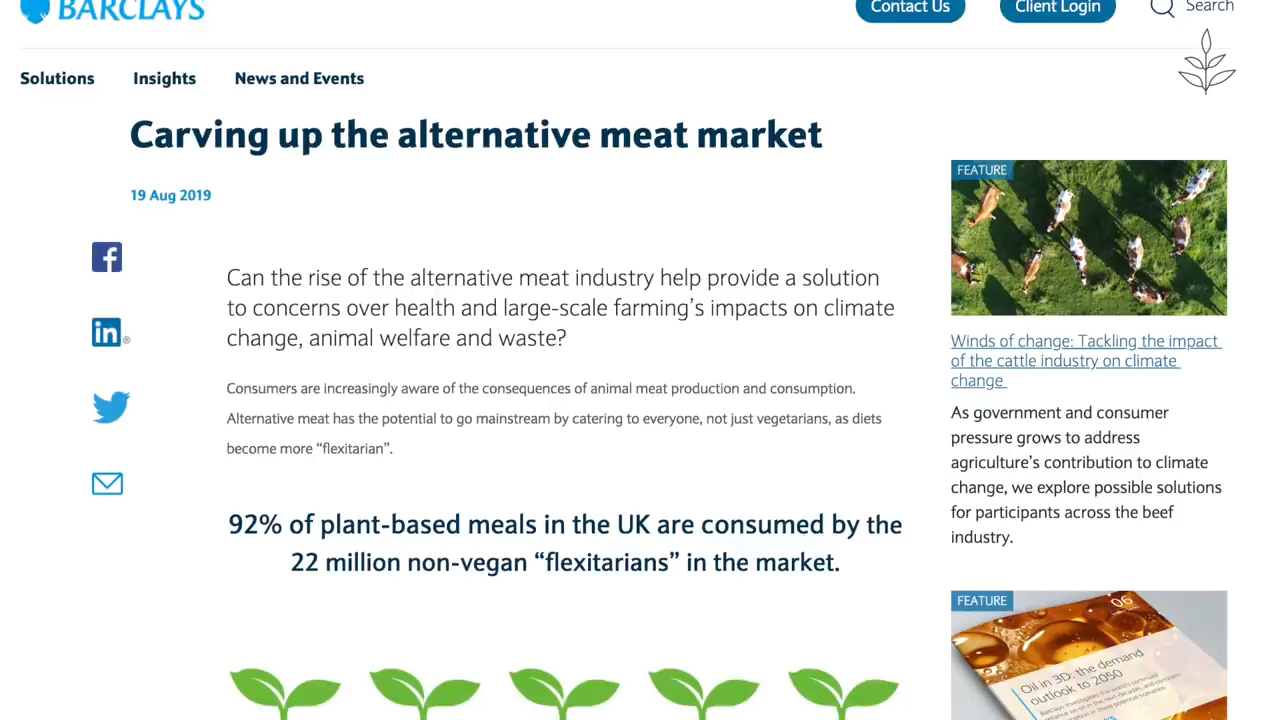 BARCLAYS
Contact Us
Client Login
Search
Solutions
Insights
News and Events
Carving up the alternative meat market
19 Aug 2019
Can the rise of the alternative meat industry help provide a solution
to concerns over health and large-scale farming's impacts on climate
change, animal welfare and waste?
Consumers are increasingly aware of the consequences of animal meat production and consumption.
Alternative meat has the potential to go mainstream by catering to everyone, not just vegetarians, as diets
become more “flexitarian”.
92% of plant-based meals in the UK are consumed by the
22 million non-vegan “flexitarians” in the market.
FEATURE
Winds of change: Tackling the impact
of the cattle industry on climate
change
As government and consumer
pressure grows to address
agriculture's contribution to climate
change, we explore possible solutions
for participants across the beef
industry.
FEATURE
06
Oil in 3D: the demand
outlook to 2050